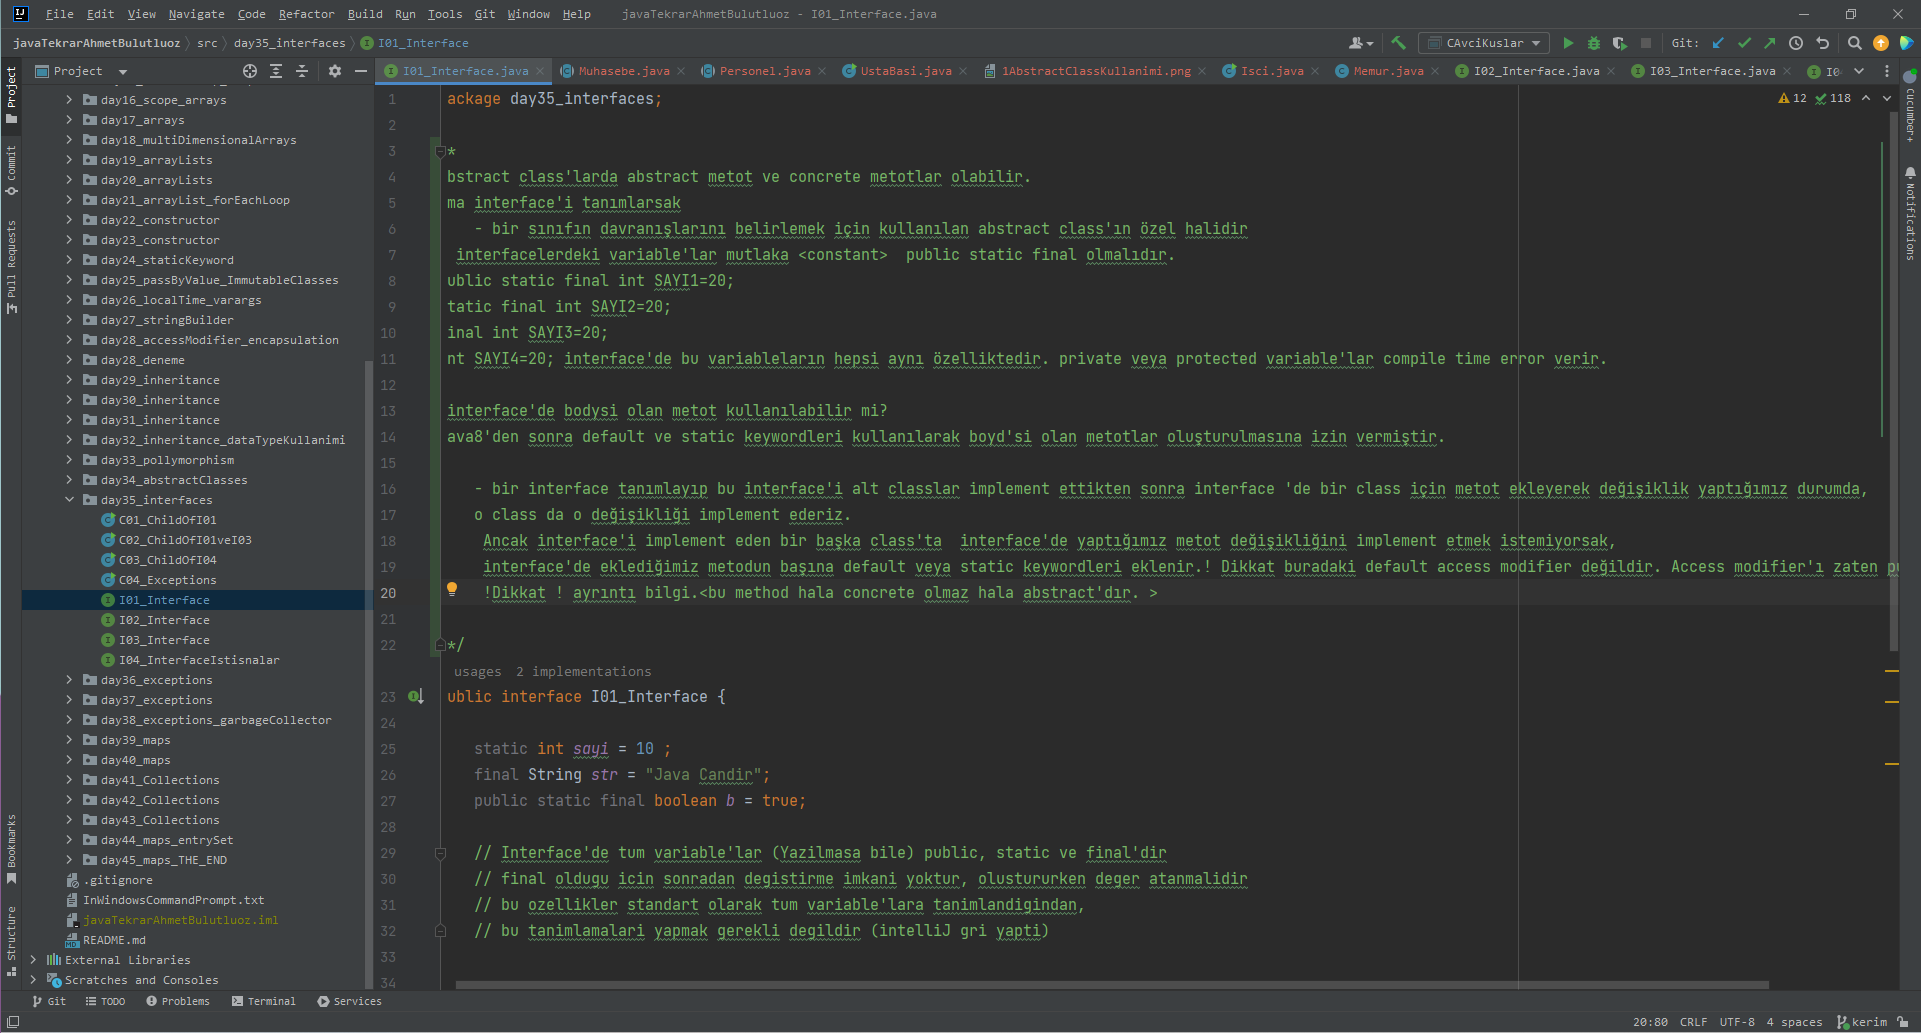 File Edit View Navigate Code Refactor Build Run Tools Git Window Help javaTekrarAhmetBulutluoz - I01_Interface.java
javaTekrarAhmetBulutluoz src day35_interfaces I01_Interface CAvciKuslar Git:
Project I01_Interface.java Muhasebe.java Personel.java UstaBasi.java 1AbstractClassKullanimi.png Isci.java Memur.java I02_Interface.java I03_Interface.java I0
Project
Commit
Pull Requests
Bookmarks
Structure
day16_scope_arrays
day17_arrays
day18_multiDimensionalArrays
day19_arrayLists
day20_arrayLists
day21_arrayList_forEachLoop
day22_constructor
day23_constructor
day24_staticKeyword
day25_passByValue_ImmutableClasses
day26_localTime_varargs
day27_stringBuilder
day28_accessModifier_encapsulation
day28_deneme
day29_inheritance
day30_inheritance
day31_inheritance
day32_inheritance_dataTypeKullanimi
day33_pollymorphism
day34_abstractClasses
day35_interfaces
C01_ChildOfI01
C02_ChildOfI01veI03
C03_ChildOfI04
C04_Exceptions
I01_Interface
I02_Interface
I03_Interface
I04_InterfaceIstisnalar
day36_exceptions
day37_exceptions
day38_exceptions_garbageCollector
day39_maps
day40_maps
day41_Collections
day42_Collections
day43_Collections
day44_maps_entrySet
day45_maps_THE_END
.gitignore
InWindowsCommandPrompt.txt
javaTekrarAhmetBulutluoz.iml
README.md
External Libraries
Scratches and Consoles
12 118
1 ackage day35_interfaces;
2
3 *
4 bstract class'larda abstract metot ve concrete metotlar olabilir.
5 ma interface'i tanımlarsak
6 - bir sınıfın davranışlarını belirlemek için kullanılan abstract class'ın özel halidir
7 interfacelerdeki variable'lar mutlaka <constant> public static final olmalıdır.
8 ublic static final int SAYI1=20;
9 tatic final int SAYI2=20;
10 inal int SAYI3=20;
11 nt SAYI4=20; interface'de bu variableların hepsi aynı özelliktedir. private veya protected variable'lar compile time error verir.
12
13 interface'de bodysi olan metot kullanılabilir mi?
14 ava8'den sonra default ve static keywordleri kullanılarak boyd'si olan metotlar oluşturulmasına izin vermiştir.
15
16 - bir interface tanımlayıp bu interface'i alt classlar implement ettikten sonra interface 'de bir class için metot ekleyerek değişiklik yaptığımız durumda,
17 o class da o değişikliği implement ederiz.
18 Ancak interface'i implement eden bir başka class'ta interface'de yaptığımız metot değişikliğini implement etmek istemiyorsak,
19 interface'de eklediğimiz metodun başına default veya static keywordleri eklenir.! Dikkat buradaki default access modifier değildir. Access modifier'ı zaten pu
20 !Dikkat ! ayrıntı bilgi.<bu method hala concrete olmaz hala abstract'dır. >
21
22 */
usages 2 implementations
23 ublic interface I01_Interface {
24
25 static int sayi = 10 ;
26 final String str = "Java Candir";
27 public static final boolean b = true;
28
29 // Interface'de tum variable'lar (Yazilmasa bile) public, static ve final'dir
30 // final oldugu icin sonradan degistirme imkani yoktur, olustururken deger atanmalidir
31 // bu ozellikler standart olarak tum variable'lara tanimlandigindan,
32 // bu tanimlamalari yapmak gerekli degildir (intelliJ gri yapti)
33
34
cucumber+
Notifications
Git TODO Problems Terminal Services
20:80 CRLF UTF-8 4 spaces kerim